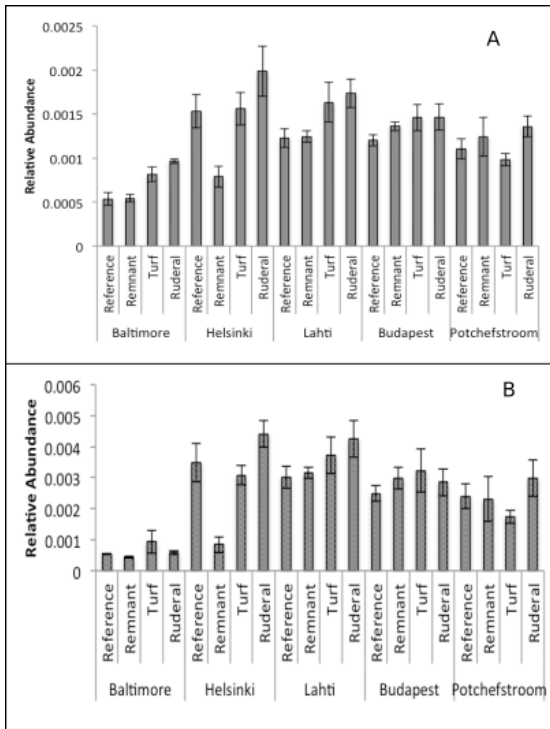 A
0.0025
0.002
0.0015
0.001
0.0005
0
Relative Abundance
Reference Remnant Turf Ruderal Reference Remnant Turf Ruderal Reference Remnant Turf Ruderal Reference Remnant Turf Ruderal Reference Remnant Turf Ruderal
Baltimore Helsinki Lahti Budapest Potchefstroom
B
0.006
0.005
0.004
0.003
0.002
0.001
0
Relative Abundance
Reference Remnant Turf Ruderal Reference Remnant Turf Ruderal Reference Remnant Turf Ruderal Reference Remnant Turf Ruderal Reference Remnant Turf Ruderal
Baltimore Helsinki Lahti Budapest Potchefstroom